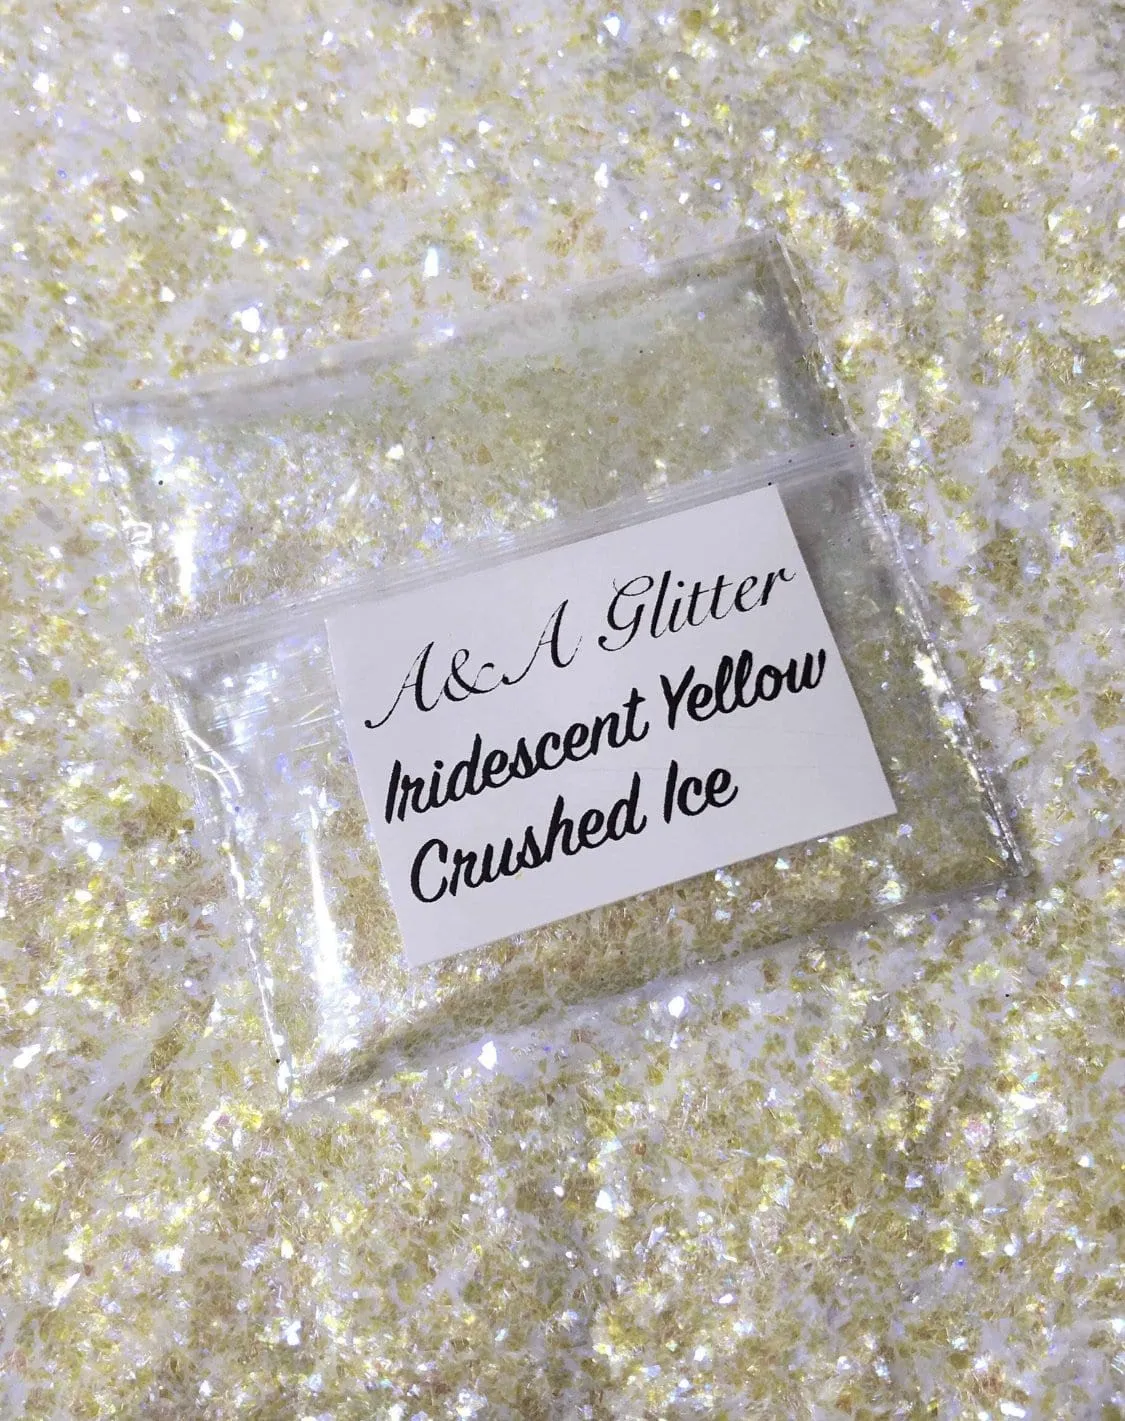 A&A Glitter
Iridescent Yellow
Crushed Ice